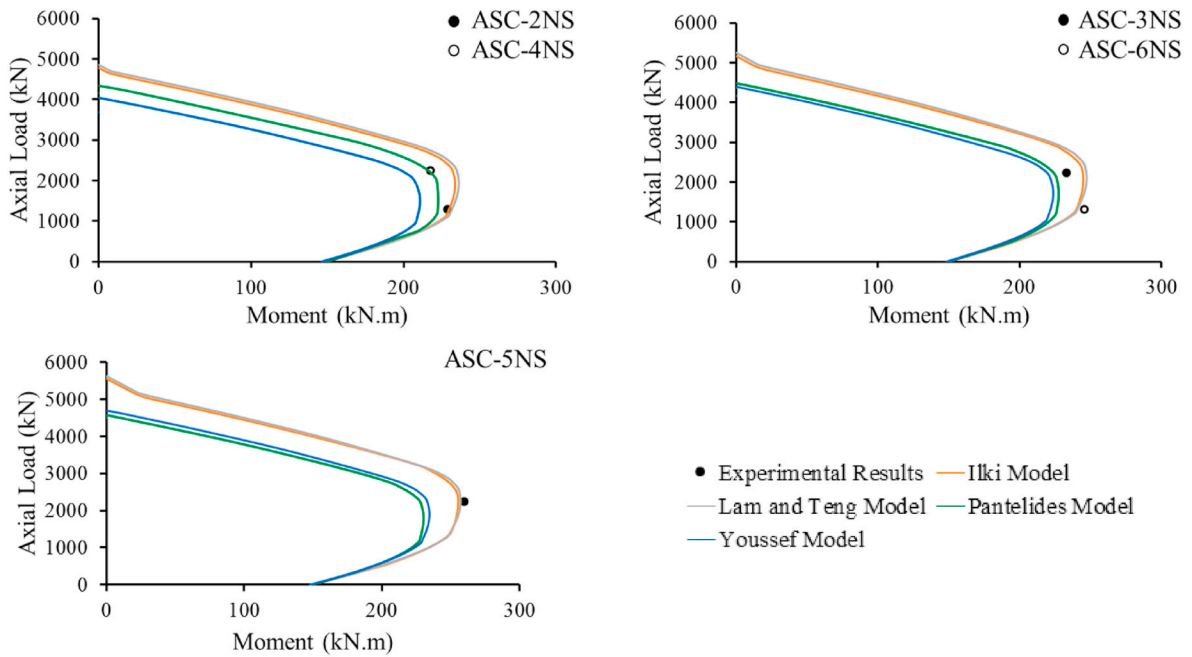 ASC-2NS
ASC-4NS
Axial Load (kN)
6000
5000
4000
3000
2000
1000
0
0 100 200 300
Moment (kN.m)
ASC-3NS
ASC-6NS
Axial Load (kN)
6000
5000
4000
3000
2000
1000
0
0 100 200 300
Moment (kN.m)
ASC-5NS
Axial Load (kN)
6000
5000
4000
3000
2000
1000
0
0 100 200 300
Moment (kN.m)
Experimental Results Ilki Model
Lam and Teng Model Pantelides Model
Youssef Model